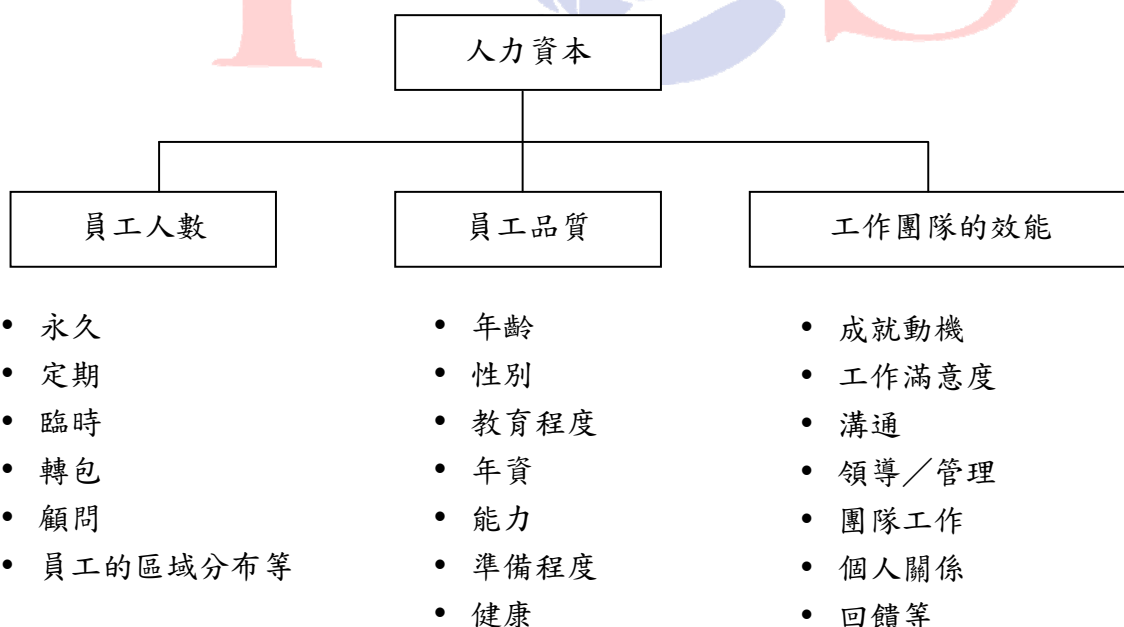 人力資本
員工人數
員工品質
工作團隊的效能
• 永久
• 定期
• 臨時
• 轉包
• 顧問
• 員工的區域分布等
• 年齡
• 性別
• 教育程度
• 年資
• 能力
• 準備程度
• 健康
• 成就動機
• 工作滿意度
• 溝通
• 領導／管理
• 團隊工作
• 個人關係
• 回饋等